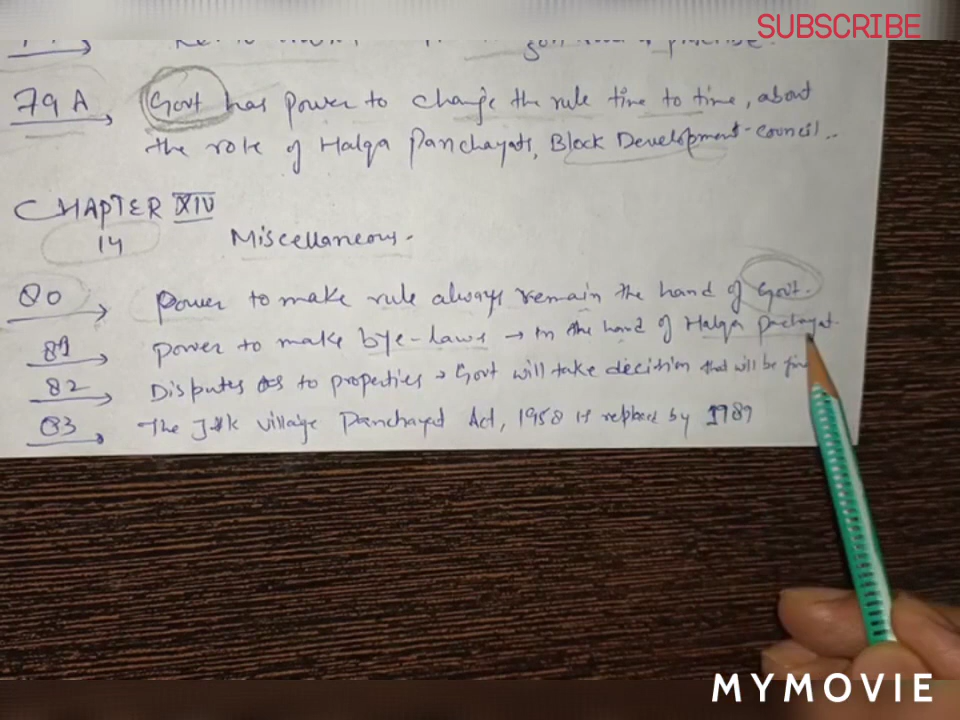 SUBSCRIBE
79A Govt has power to change the rule time to time, about
the role of Halqa Panchayats, Block Development-council..
CHAPTER XIV
14 Miscellaneous.
80 power to make rule always remain the hand of Govt.
81 power to make bye-laws → In the hand of Halqa pachayat.
82 Disputes as to properties → Govt will take decision that will be
83 The J&k village Panchayat Act, 1958 is replaced by 1989
MYMOVIE